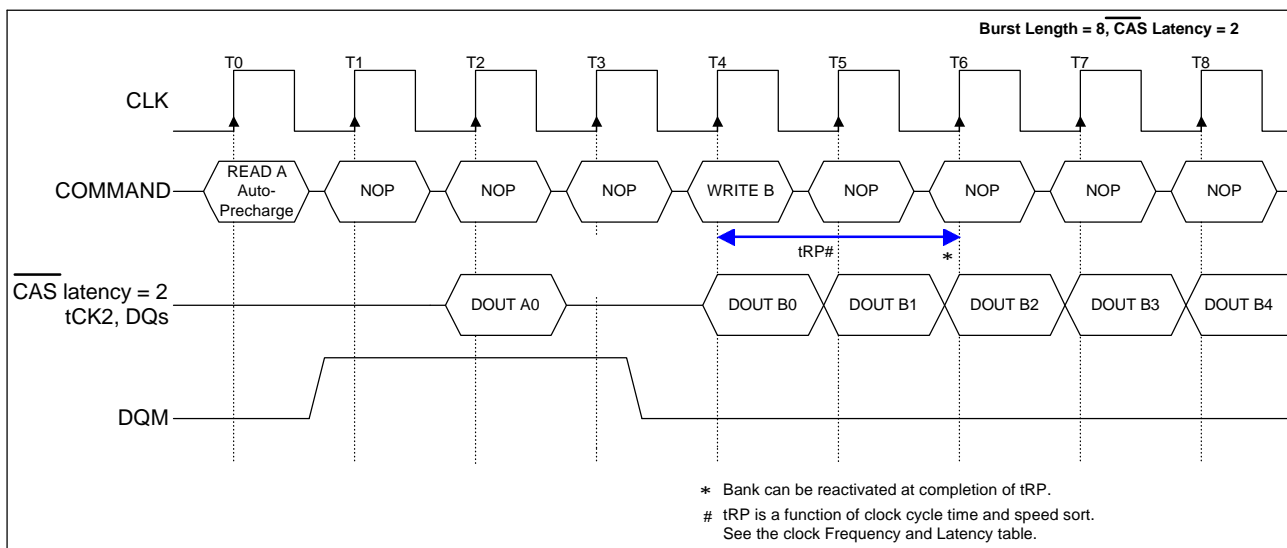 Burst Length = 8, CAS Latency = 2
T0 T1 T2 T3 T4 T5 T6 T7 T8
CLK
COMMAND
READ A
Auto-
Precharge
NOP
NOP
NOP
WRITE B
NOP
NOP
NOP
NOP
tRP#
*
CAS latency = 2
tCK2, DQs
DOUT A0
DOUT B0
DOUT B1
DOUT B2
DOUT B3
DOUT B4
DQM
* Bank can be reactivated at completion of tRP.
# tRP is a function of clock cycle time and speed sort.
See the clock Frequency and Latency table.